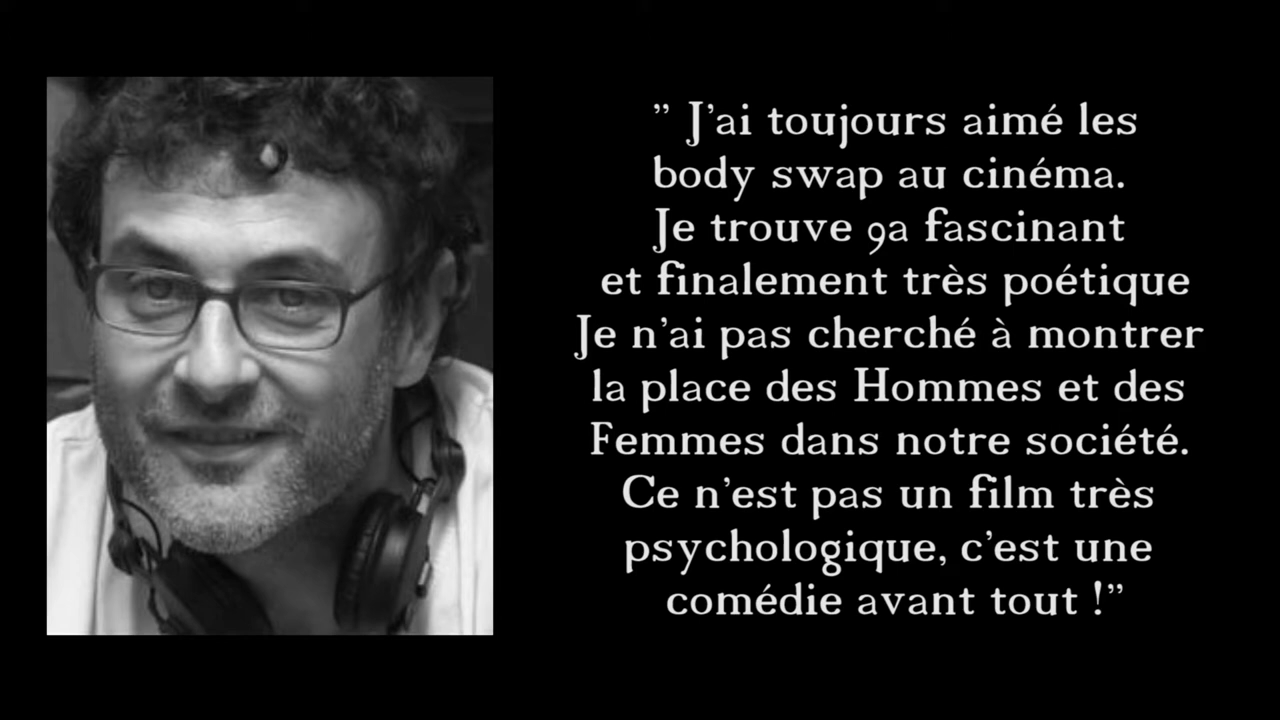 ” J’ai toujours aimé les
body swap au cinéma.
Je trouve 9a fascinant
et finalement très poétique
Je n’ai pas cherché à montrer
la place des Hommes et des
Femmes dans notre société.
Ce n’est pas un film très
psychologique, c’est une
comédie avant tout !”